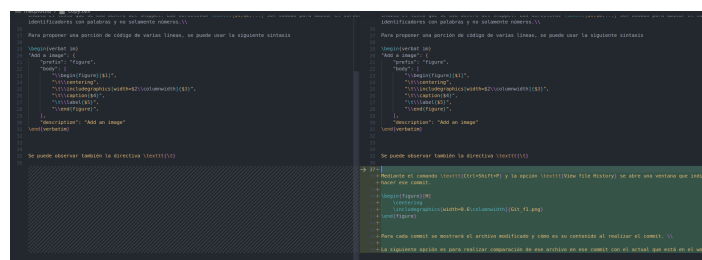 identificadores con palabras y no solamente números.\\
Para proponer una porción de código de varias lineas, se puede usar la siguiente sintaxis
\begin{verbatim}
"Add a image": {
"prefix": "figure",
"body": [
"\\begin{figure}[$1]",
"\t\\centering",
"\t\\includegraphics[width=$2\\columnwidth]{$3}",
"\t\\caption{$4}",
"\t\\label{$5}",
"\\end{figure}",
],
"description": "Add an image"
\end{verbatim}
Se puede observar también la directiva \texttt{\t}
identificadores con palabras y no solamente números.\\
Para proponer una porción de código de varias lineas, se puede usar la siguiente sintaxis
\begin{verbatim}
"Add a image": {
"prefix": "figure",
"body": [
"\\begin{figure}[$1]",
"\t\\centering",
"\t\\includegraphics[width=$2\\columnwidth]{$3}",
"\t\\caption{$4}",
"\t\\label{$5}",
"\\end{figure}",
],
"description": "Add an image"
\end{verbatim}
Se puede observar también la directiva \texttt{\t}
37+
+ Mediante el comando \texttt{Ctrl+Shift+P} y la opción \texttt{View File History} se abre una ventana que
hacer ese commit.
+
+ \begin{figure}[H]
+ \centering
+ \includegraphics[width=0.6\columnwidth]{Git_f1.png}
+ \end{figure}
+
+
+ Para cada commit se mostrará el archivo modificado y cómo es su contenido al realizar el commit. \\
+
+ La siguiente opción es para realizar comparación de ese archivo en ese commit con el actual que está en el